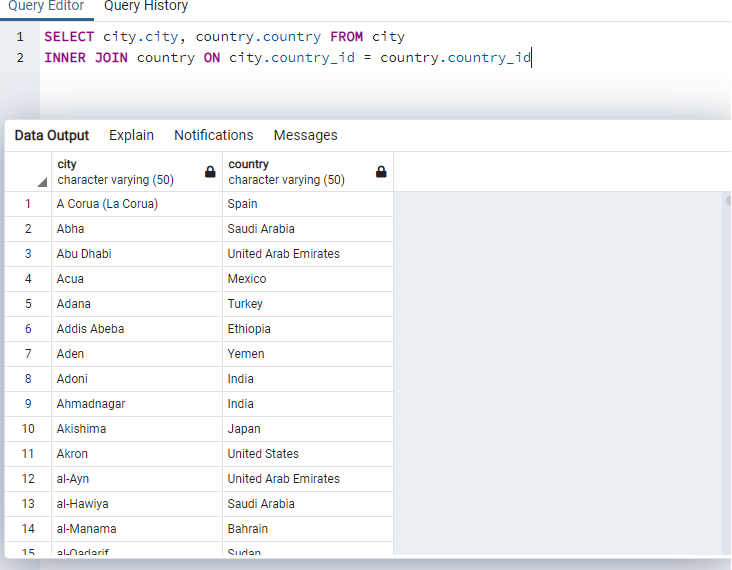 Query Editor Query History
1 SELECT city.city, country.country FROM city
2 INNER JOIN country ON city.country_id = country.country_id
Data Output Explain Notifications Messages
city country
character varying (50) character varying (50)
1 A Corua (La Corua) Spain
2 Abha Saudi Arabia
3 Abu Dhabi United Arab Emirates
4 Acua Mexico
5 Adana Turkey
6 Addis Abeba Ethiopia
7 Aden Yemen
8 Adoni India
9 Ahmadnagar India
10 Akishima Japan
11 Akron United States
12 al-Ayn United Arab Emirates
13 al-Hawiya Saudi Arabia
14 al-Manama Bahrain
15 al-Qadarif Sudan